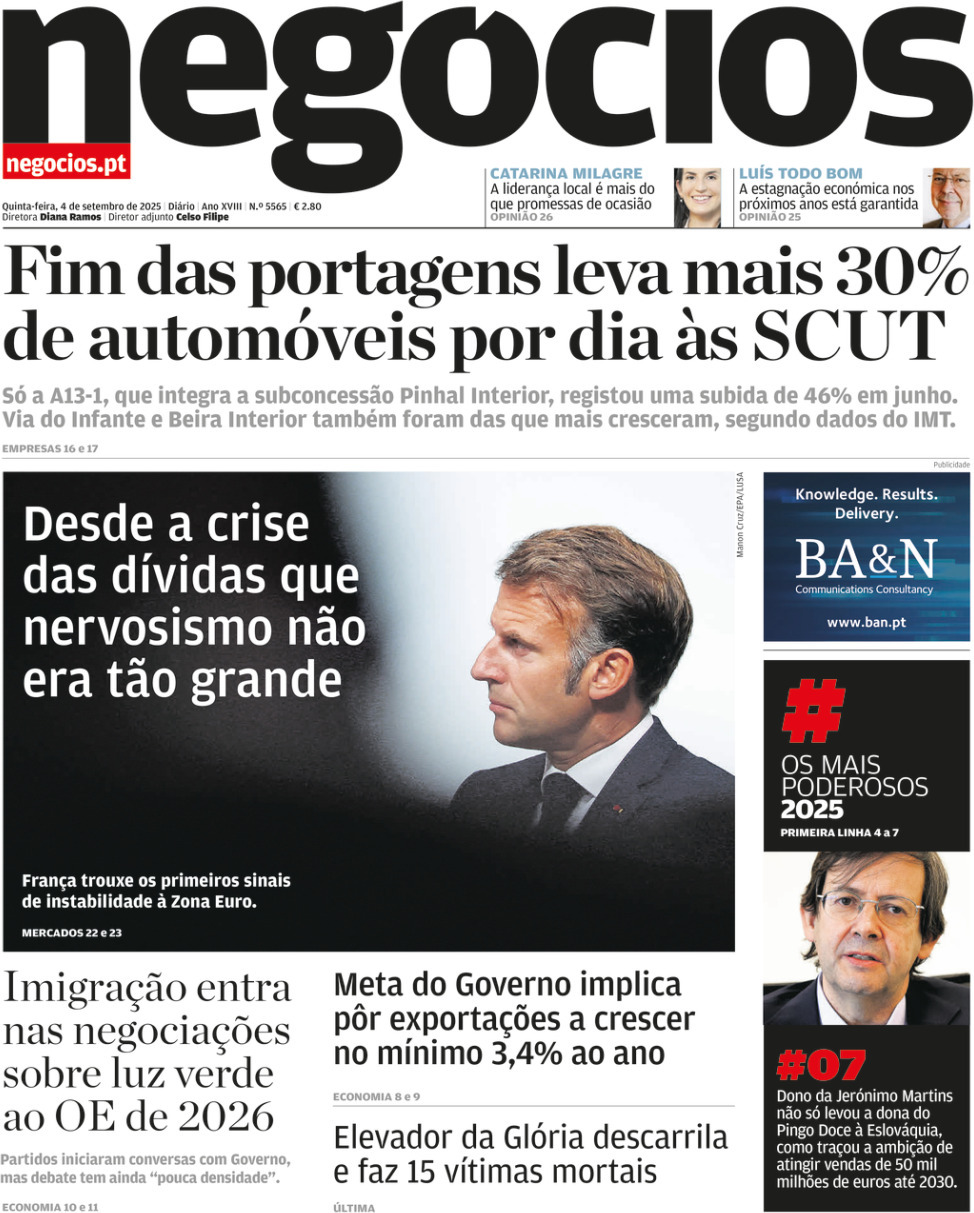 negócios
negocios.pt
Quinta-feira, 4 de setembro de 2025 | Diário | Ano XVIII | N.º 5565 | € 2.80
Diretora Diana Ramos | Diretor adjunto Celso Filipe
CATARINA MILAGRE
A liderança local é mais do
que promessas de ocasião
OPINIÃO 26
LUÍS TODO BOM
A estagnação económica nos
próximos anos está garantida
OPINIÃO 25
Fim das portagens leva mais 30%
de automóveis por dia às SCUT
Só a A13-1, que integra a subconcessão Pinhal Interior, registou uma subida de 46% em junho.
Via do Infante e Beira Interior também foram das que mais cresceram, segundo dados do IMT.
EMPRESAS 16 e 17
Publicidade
Desde a crise
das dívidas que
nervosismo não
era tão grande
França trouxe os primeiros sinais
de instabilidade à Zona Euro.
MERCADOS 22 e 23
Manon Cruz/EPA/LUSA
Knowledge. Results.
Delivery.
BA&N
Communications Consultancy
www.ban.pt
#
OS MAIS
PODEROSOS
2025
PRIMEIRA LINHA 4 a 7
#07
Dono da Jerónimo Martins
não só levou a dona do
Pingo Doce à Eslováquia,
como traçou a ambição de
atingir vendas de 50 mil
milhões de euros até 2030.
Imigração entra
nas negociações
sobre luz verde
ao OE de 2026
Partidos iniciaram conversas com Governo,
mas debate tem ainda “pouca densidade”.
ECONOMIA 10 e 11
Meta do Governo implica
pôr exportações a crescer
no mínimo 3,4% ao ano
ECONOMIA 8 e 9
Elevador da Glória descarrila
e faz 15 vítimas mortais
ÚLTIMA